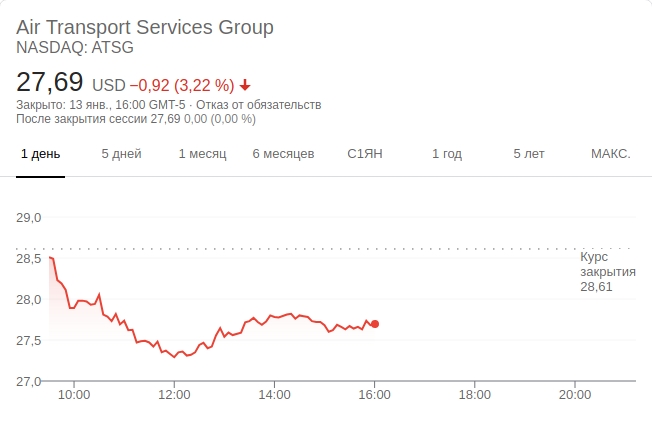 Air Transport Services Group
NASDAQ: ATSG
27,69 USD −0,92 (3,22 %)
Закрыто: 13 янв., 16:00 GMT-5 · Отказ от обязательств
После закрытия сессии 27,69 0,00 (0,00 %)
1 день 5 дней 1 месяц 6 месяцев С1ЯН 1 год 5 лет МАКС.
29,0
28,5
28,0
27,5
27,0
Курс
закрытия
28,61
10:00 12:00 14:00 16:00 18:00 20:00